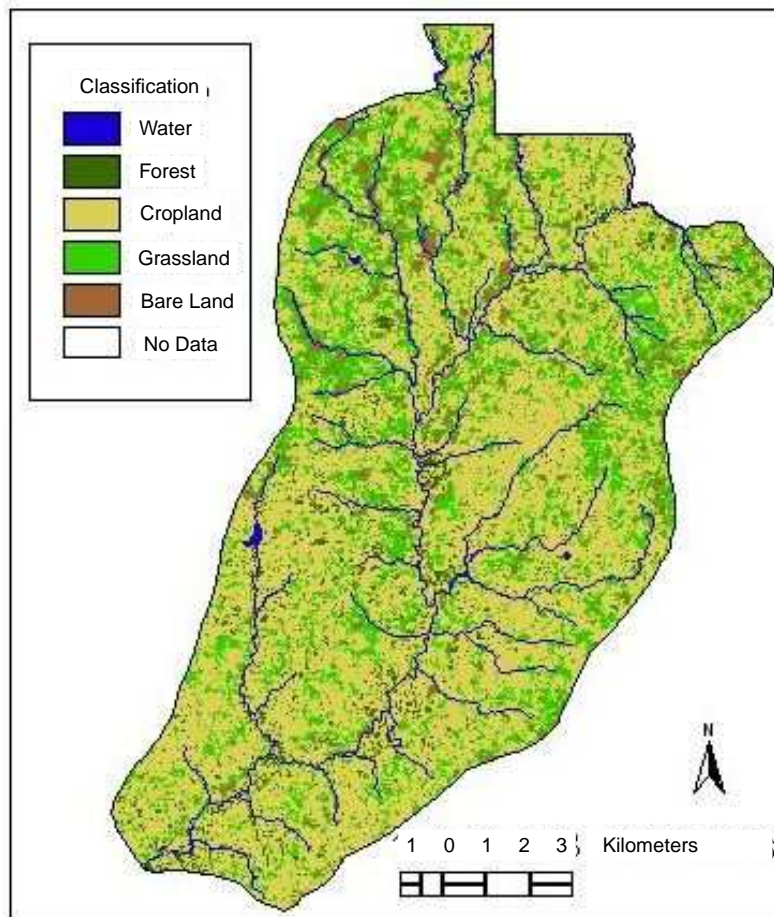 Classification
Water
Forest
Cropland
Grassland
Bare Land
No Data
N
1 0 1 2 3 Kilometers